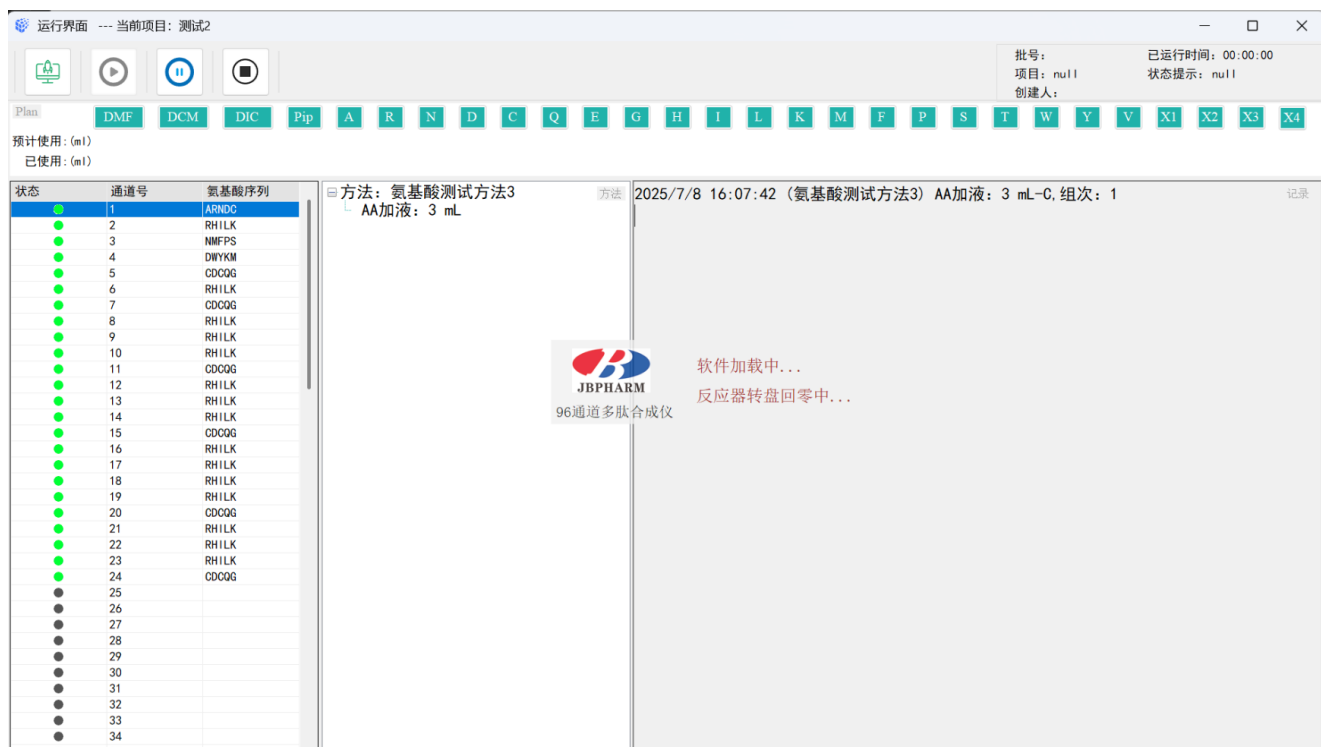 运行界面 --- 当前项目: 测试2
批号:
已运行时间: 00:00:00
项目: null
状态提示: null
创建人:
Plan DMF DCM DIC Pip A R N D C Q E G H I L K M F P S T W Y V X1 X2 X3 X4
预计使用:(ml)
已使用:(ml)
状态 通道号 氨基酸序列
1 ARNDC
2 RHILK
3 NMFPS
4 DWYKM
5 CDCQG
6 RHILK
7 CDCQG
8 RHILK
9 RHILK
10 RHILK
11 CDCQG
12 RHILK
13 RHILK
14 RHILK
15 CDCQG
16 RHILK
17 RHILK
18 RHILK
19 RHILK
20 CDCQG
21 RHILK
22 RHILK
23 RHILK
24 CDCQG
25
26
27
28
29
30
31
32
33
34
方法: 氨基酸测试方法3
方法
AA加液: 3 mL
2025/7/8 16:07:42 (氨基酸测试方法3) AA加液: 3 mL-C,组次: 1
记录
JBPHARM
96通道多肽合成仪
软件加载中...
反应器转盘回零中...